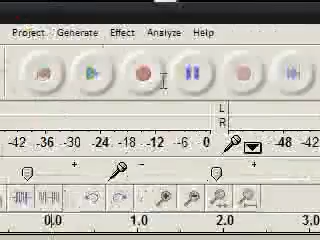 Project Generate Effect Analyze Help
L
R
-42 -36 -30 -24 -18 -12 -6 0 -48 -42
- + - +
0,0 1,0 2,0 3,0